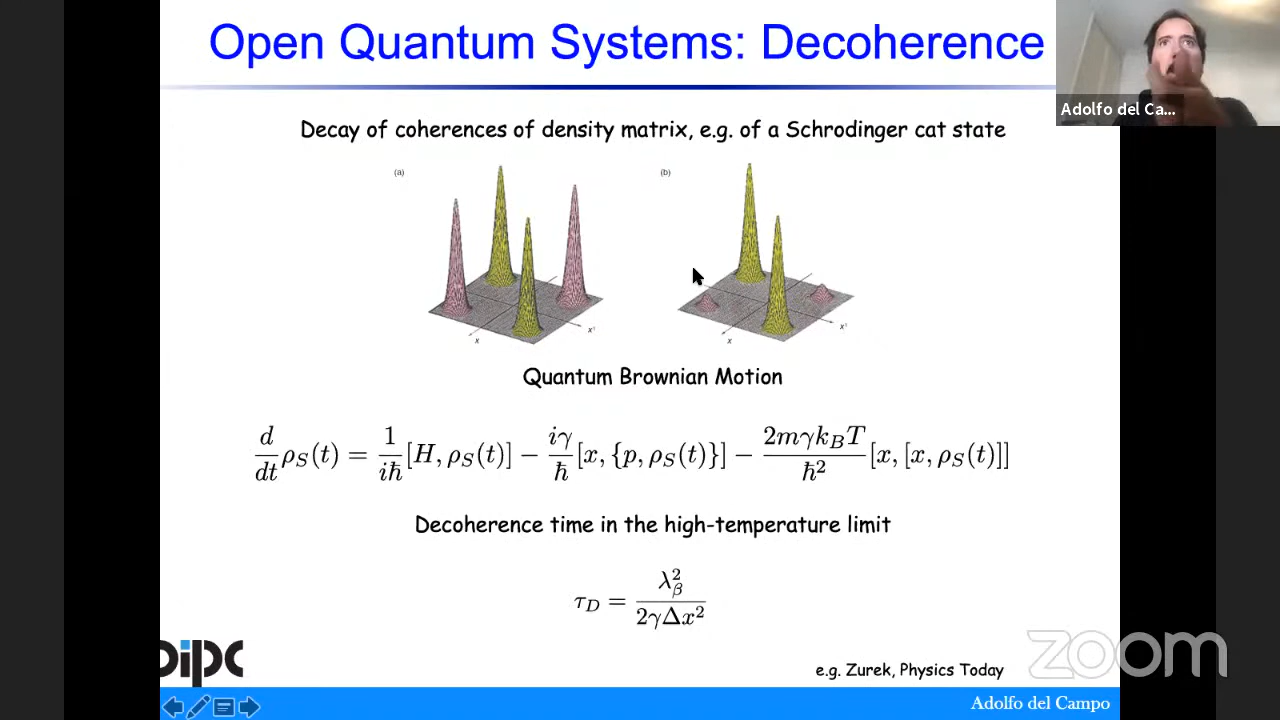 Open Quantum Systems: Decoherence
Adolfo del Ca...
Decay of coherences of density matrix, e.g. of a Schrodinger cat state
(a)
(b)
x
x'
x
x'
Quantum Brownian Motion
d/dt ρ_S(t) = 1/iħ [H, ρ_S(t)] − iγ/ħ [x, {p, ρ_S(t)}] − 2mγk_BT/ħ² [x, [x, ρ_S(t)]]
Decoherence time in the high-temperature limit
τ_D = λ_β²/2γΔx²
dipc
e.g. Zurek, Physics Today
zoom
Adolfo del Campo